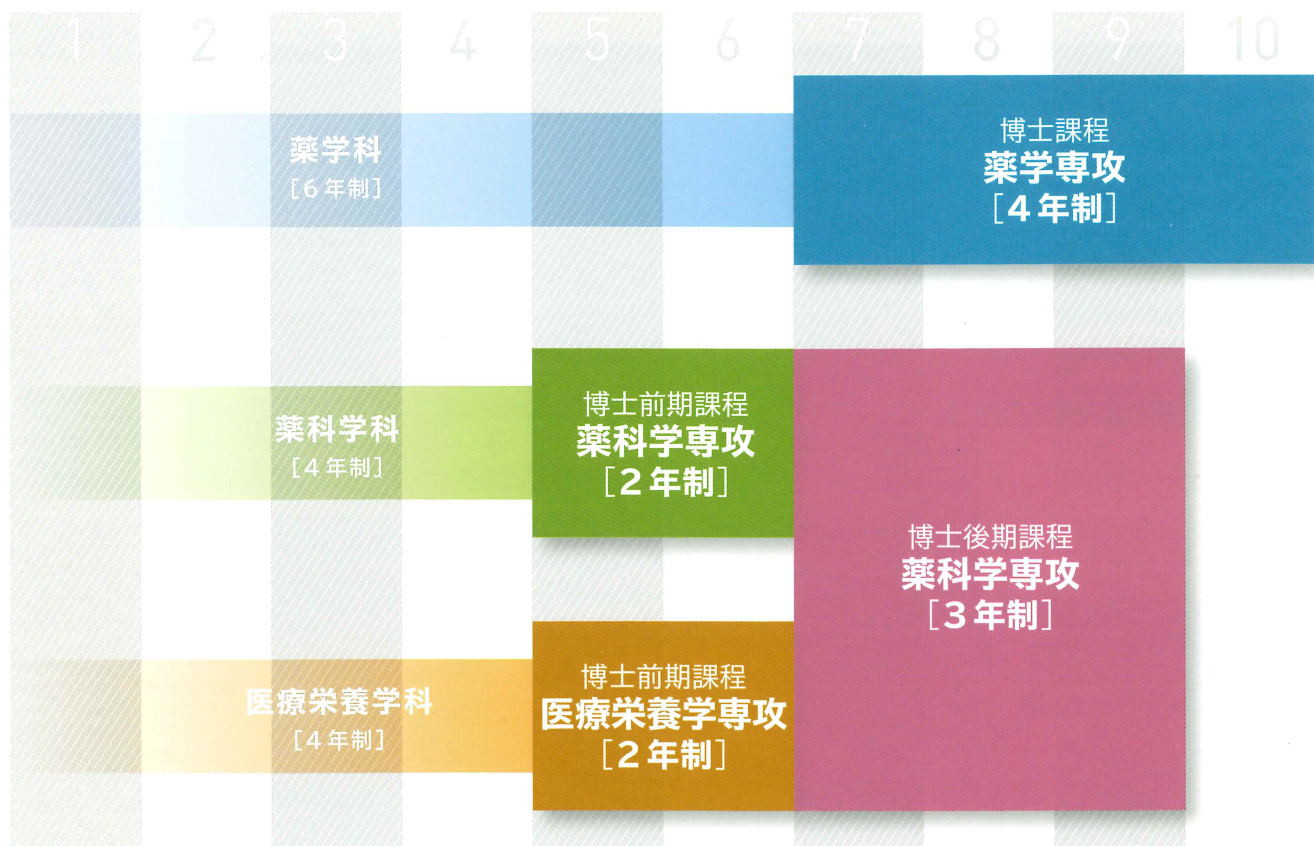 1 2 3 4 5 6 7 8 9 10
薬学科
[6年制]
博士課程
薬学専攻
[4年制]
薬科学科
[4年制]
博士前期課程
薬科学専攻
[2年制]
博士後期課程
薬科学専攻
[3年制]
医療栄養学科
[4年制]
博士前期課程
医療栄養学専攻
[2年制]